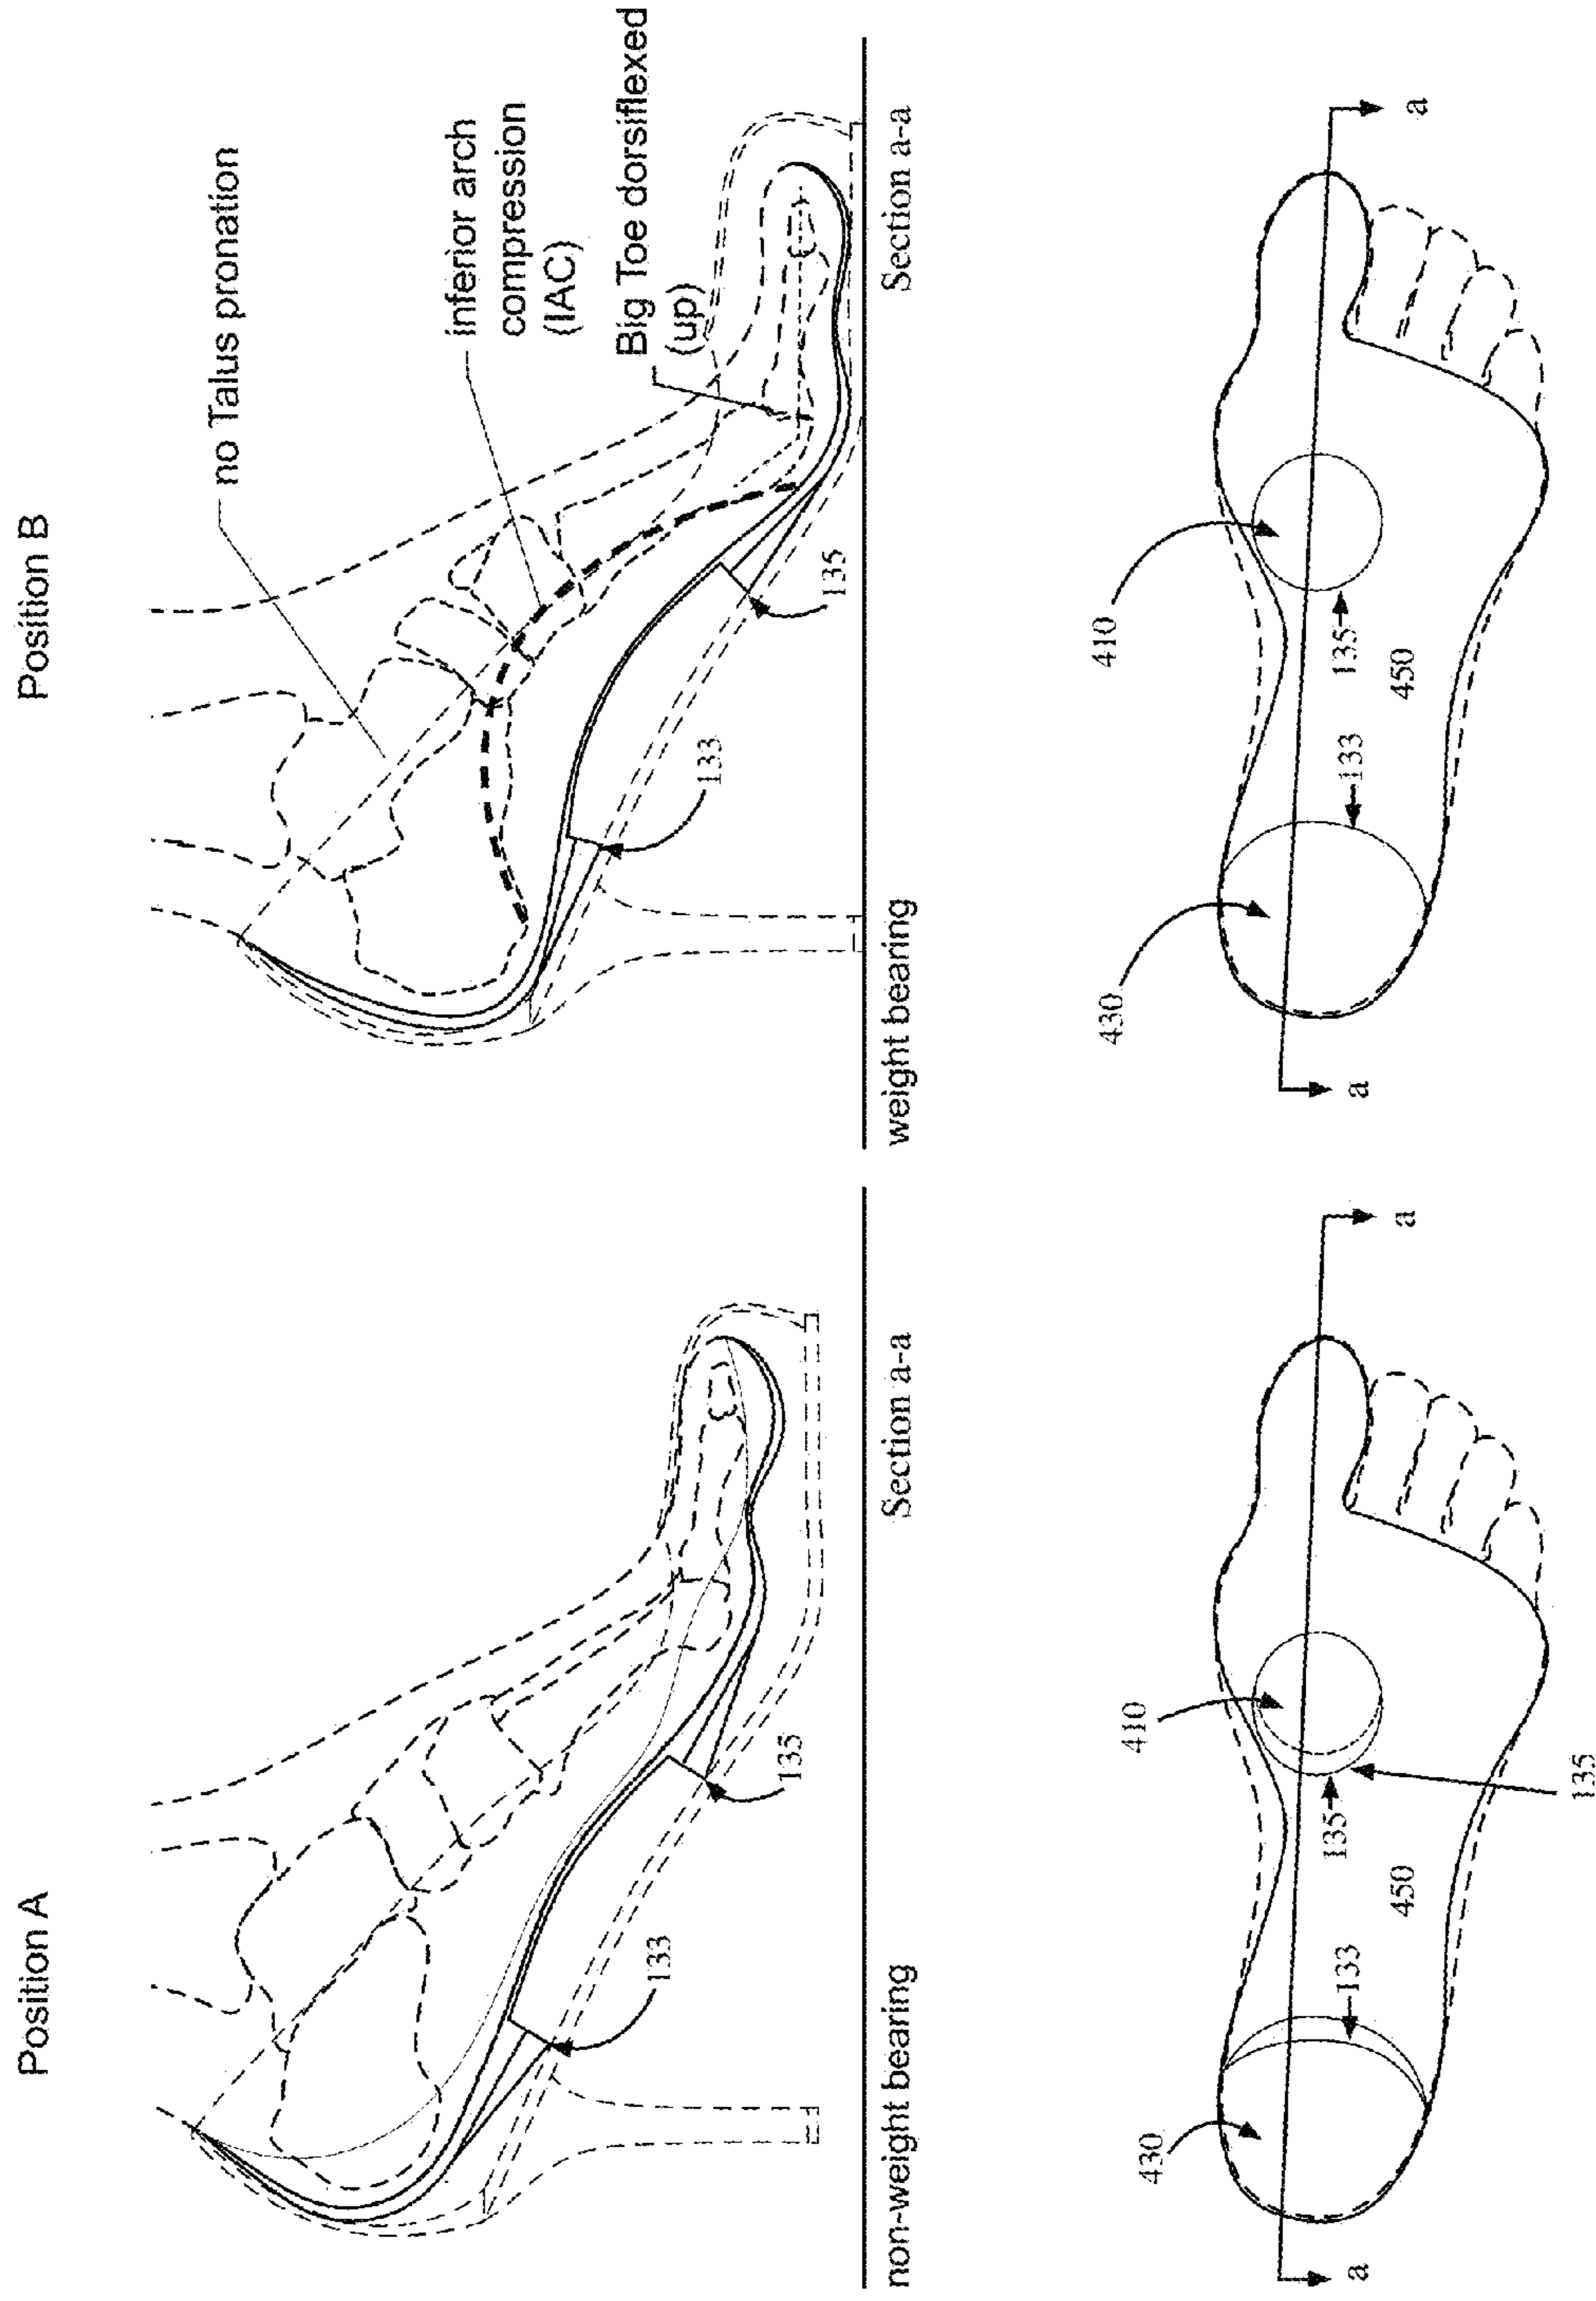 Position A
133
135
non-weight bearing
Section a-a
430
410
133
135
450
135
a
a
Position B
no Talus pronation
inferior arch
compression
(IAC)
Big Toe dorsiflexed
(up)
133
135
weight bearing
Section a-a
430
410
133
135
450
a
a